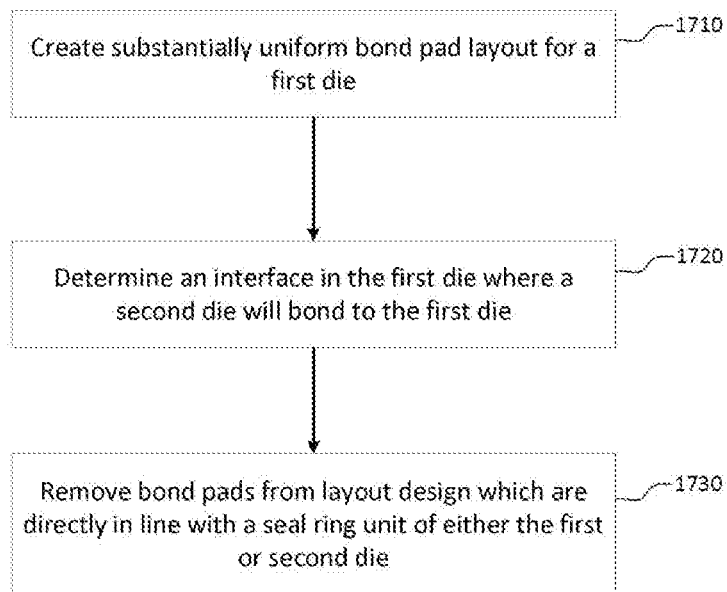 1710
Create substantially uniform bond pad layout for a
first die
1720
Determine an interface in the first die where a
second die will bond to the first die
1730
Remove bond pads from layout design which are
directly in line with a seal ring unit of either the first
or second die